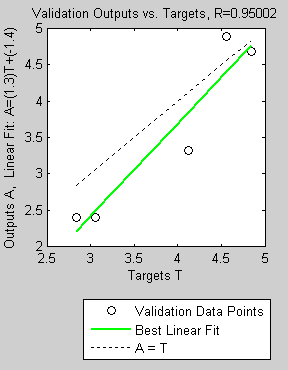 Validation Outputs vs. Targets, R=0.95002
Outputs A, Linear Fit: A=(1.3)T+(-1.4)
5
4.5
4
3.5
3
2.5
2
2.5 3 3.5 4 4.5 5
Targets T
Validation Data Points
Best Linear Fit
A = T